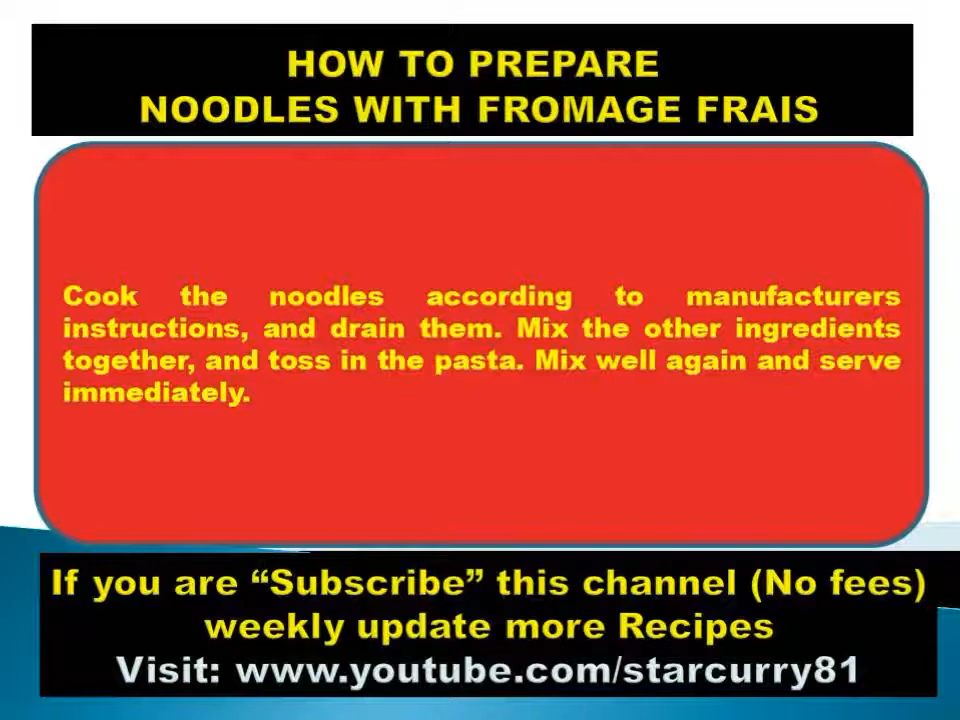 HOW TO PREPARE
NOODLES WITH FROMAGE FRAIS
Cook the noodles according to manufacturers
instructions, and drain them. Mix the other ingredients
together, and toss in the pasta. Mix well again and serve
immediately.
If you are “Subscribe” this channel (No fees)
weekly update more Recipes
Visit: www.youtube.com/starcurry81